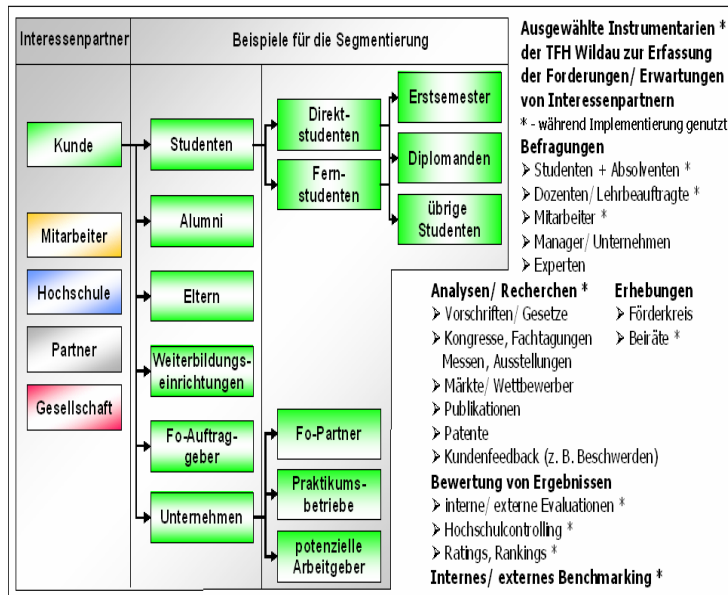 Interessenpartner
Beispiele für die Segmentierung
Kunde
Mitarbeiter
Hochschule
Partner
Gesellschaft
Studenten
Alumni
Eltern
Weiterbildungs-
einrichtungen
Fo-Auftrag-
geber
Unternehmen
Direkt-
studenten
Fern-
studenten
Erstsemester
Diplomanden
übrige
Studenten
Fo-Partner
Praktikums-
betriebe
potenzielle
Arbeitgeber
Ausgewählte Instrumentarien *
der TFH Wildau zur Erfassung
der Forderungen/ Erwartungen
von Interessenpartnern
* - während Implementierung genutzt
Befragungen
➢ Studenten + Absolventen *
➢ Dozenten/ Lehrbeauftragte *
➢ Mitarbeiter *
➢ Manager/ Unternehmen
➢ Experten
Analysen/ Recherchen *
➢ Vorschriften/ Gesetze
➢ Kongresse, Fachtagungen
Messen, Ausstellungen
➢ Märkte/ Wettbewerber
➢ Publikationen
➢ Patente
➢ Kundenfeedback (z. B. Beschwerden)
Erhebungen
➢ Förderkreis
➢ Beiräte *
Bewertung von Ergebnissen
➢ interne/ externe Evaluationen *
➢ Hochschulcontrolling *
➢ Ratings, Rankings *
Internes/ externes Benchmarking *